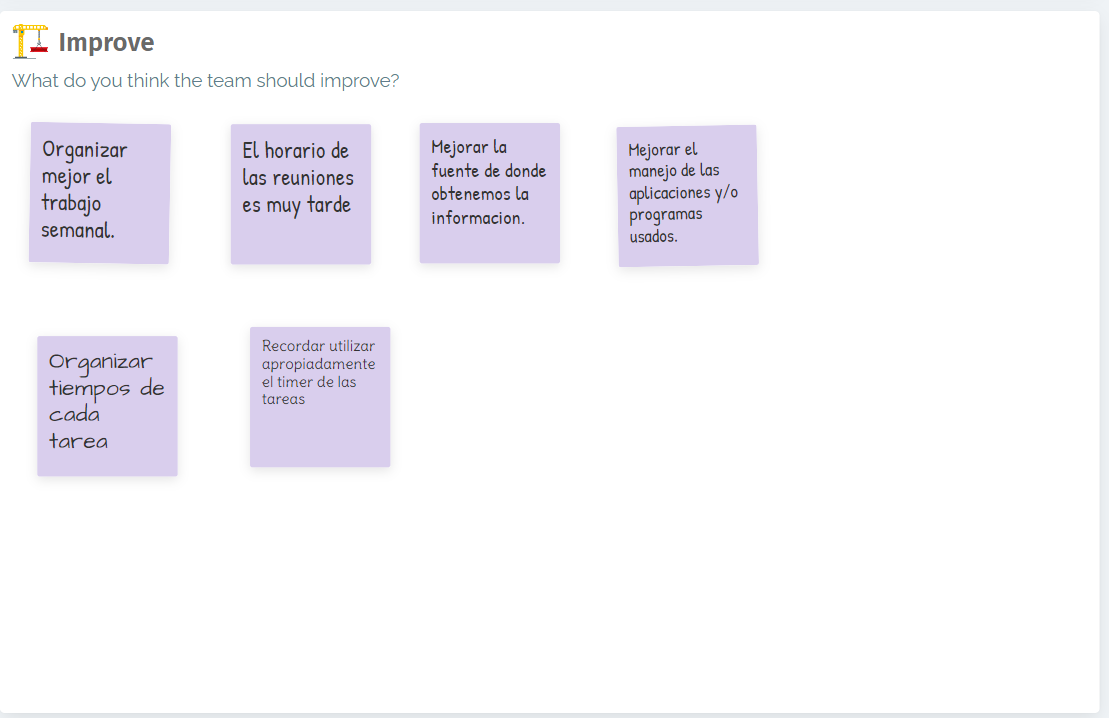 Improve
What do you think the team should improve?
Organizar
mejor el
trabajo
semanal.
El horario de
las reuniones
es muy tarde
Mejorar la
fuente de donde
obtenemos la
informacion.
Mejorar el
manejo de las
aplicaciones y/o
programas
usados.
Organizar
tiempos de
cada
tarea
Recordar utilizar
apropiadamente
el timer de las
tareas